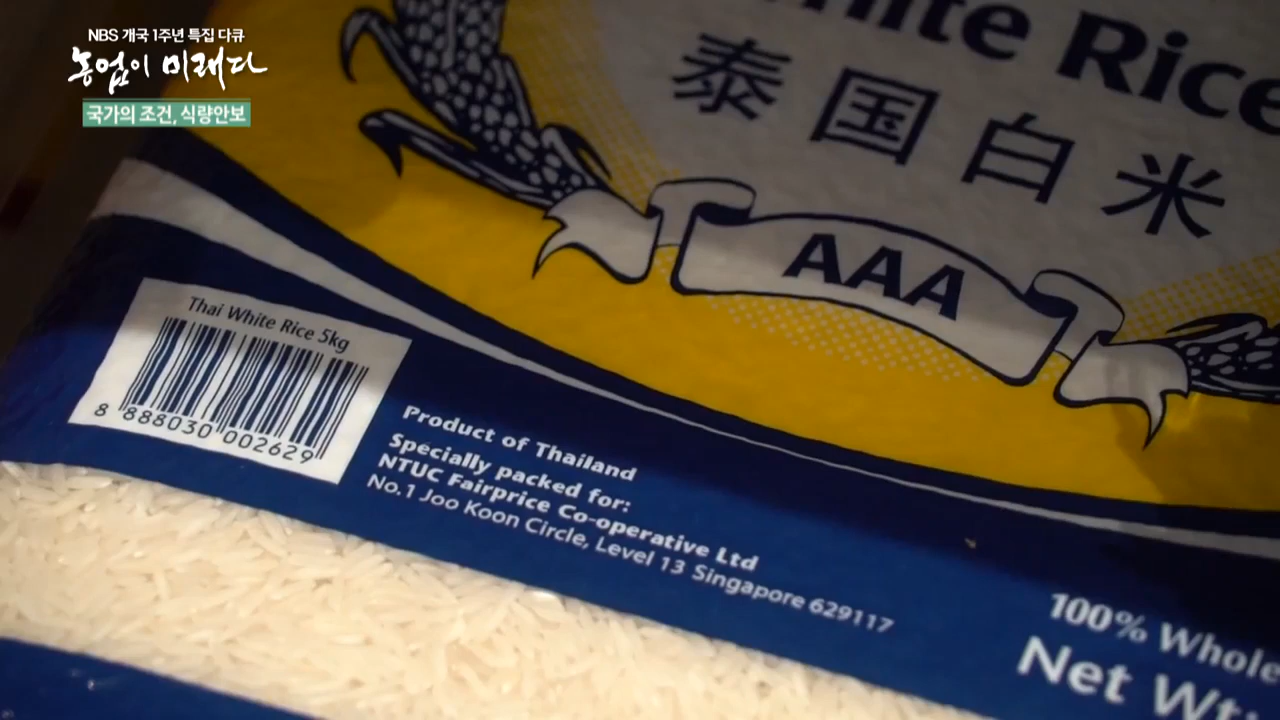 NBS 개국 1주년 특집 다큐
농업이 미래다
국가의 조건, 식량안보
White Rice
泰国白米
AAA
Thai White Rice 5kg
8 888030 002629
Product of Thailand
Specially packed for:
NTUC Fairprice Co-operative Ltd
No.1 Joo Koon Circle, Level 13 Singapore 629117
100% Whole
Net Wt: